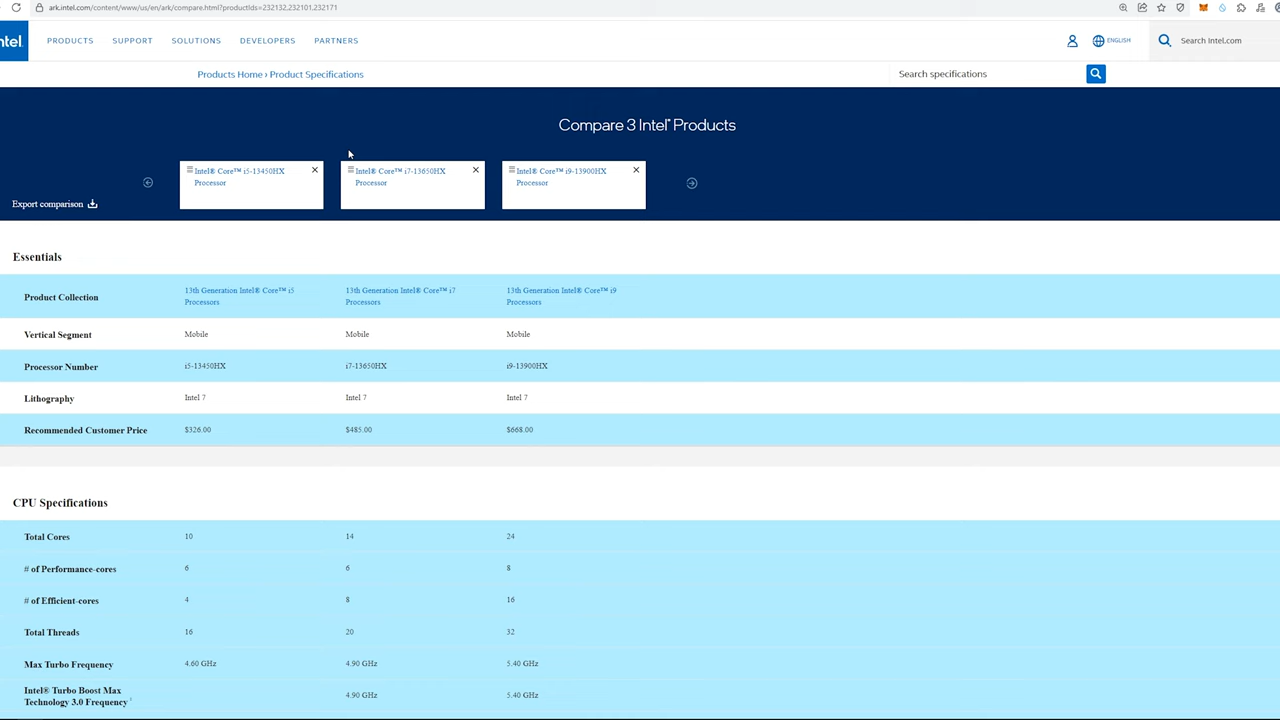 ark.intel.com/content/www/us/en/ark/compare.html?productIds=232132,232101,232171
ntel.
PRODUCTS SUPPORT SOLUTIONS DEVELOPERS PARTNERS ENGLISH Search Intel.com
Products Home › Product Specifications Search specifications
Compare 3 Intel® Products
Intel® Core™ i5-13450HX Processor
Intel® Core™ i7-13650HX Processor
Intel® Core™ i9-13900HX Processor
Export comparison
Essentials
Product Collection 13th Generation Intel® Core™ i5 Processors 13th Generation Intel® Core™ i7 Processors 13th Generation Intel® Core™ i9 Processors
Vertical Segment Mobile Mobile Mobile
Processor Number i5-13450HX i7-13650HX i9-13900HX
Lithography Intel 7 Intel 7 Intel 7
Recommended Customer Price $326.00 $485.00 $668.00
CPU Specifications
Total Cores 10 14 24
# of Performance-cores 6 6 8
# of Efficient-cores 4 8 16
Total Threads 16 20 32
Max Turbo Frequency 4.60 GHz 4.90 GHz 5.40 GHz
Intel® Turbo Boost Max Technology 3.0 Frequency 4.90 GHz 5.40 GHz